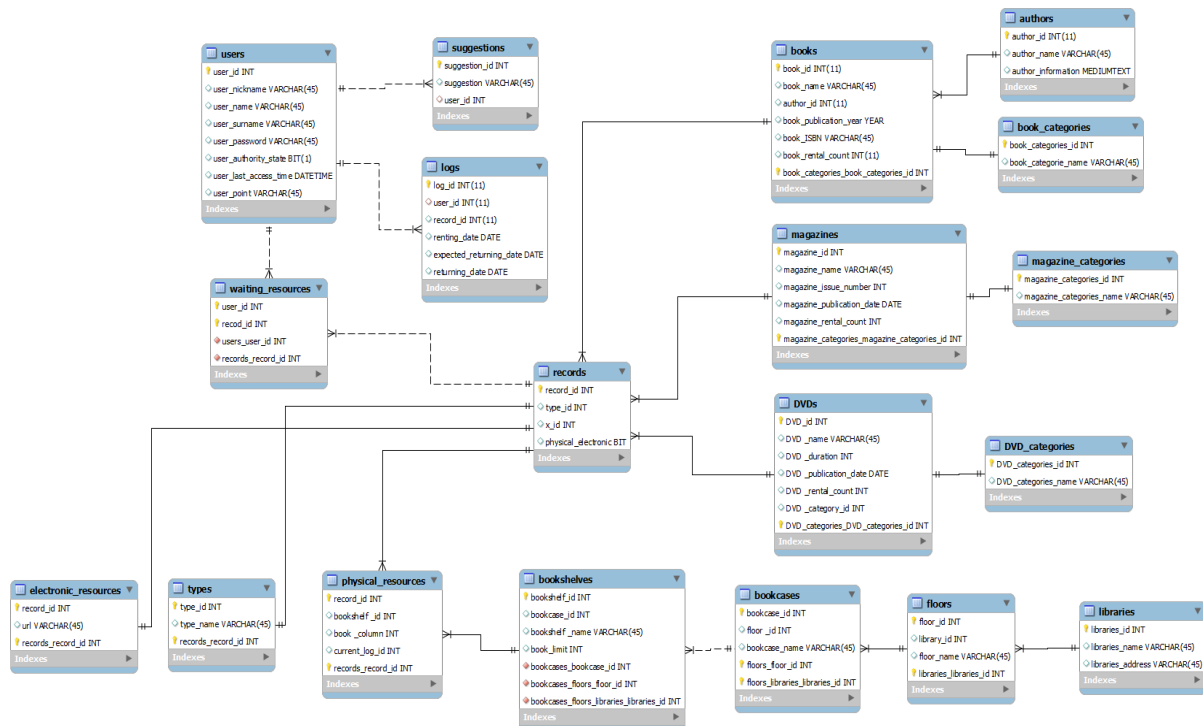 users
user_id INT
user_nickname VARCHAR(45)
user_name VARCHAR(45)
user_surname VARCHAR(45)
user_password VARCHAR(45)
user_authority_state BIT(1)
user_last_access_time DATETIME
user_point VARCHAR(45)
Indexes
suggestions
suggestion_id INT
suggestion VARCHAR(45)
user_id INT
Indexes
logs
log_id INT(11)
user_id INT(11)
record_id INT(11)
renting_date DATE
expected_returning_date DATE
returning_date DATE
Indexes
waiting_resources
user_id INT
recod_id INT
users_user_id INT
records_record_id INT
Indexes
books
book_id INT(11)
book_name VARCHAR(45)
author_id INT(11)
book_publication_year YEAR
book_ISBN VARCHAR(45)
book_rental_count INT(11)
book_categories_book_categories_id INT
Indexes
authors
author_id INT(11)
author_name VARCHAR(45)
author_information MEDIUMTEXT
Indexes
book_categories
book_categories_id INT
book_categorie_name VARCHAR(45)
Indexes
magazines
magazine_id INT
magazine_name VARCHAR(45)
magazine_issue_number INT
magazine_publication_date DATE
magazine_rental_count INT
magazine_categories_magazine_categories_id INT
Indexes
magazine_categories
magazine_categories_id INT
magazine_categories_name VARCHAR(45)
Indexes
records
record_id INT
type_id INT
x_id INT
physical_electronic BIT
Indexes
DVDs
DVD_id INT
DVD _name VARCHAR(45)
DVD _duration INT
DVD _publication_date DATE
DVD _rental_count INT
DVD _category_id INT
DVD_categories_DVD_categories_id INT
Indexes
DVD_categories
DVD_categories_id INT
DVD_categories_name VARCHAR(45)
Indexes
electronic_resources
record_id INT
url VARCHAR(45)
records_record_id INT
Indexes
types
type_id INT
type_name VARCHAR(45)
records_record_id INT
Indexes
physical_resources
record_id INT
bookshelf _id INT
book _column INT
current_log_id INT
records_record_id INT
Indexes
bookshelves
bookshelf_id INT
bookcase_id INT
bookshelf_name VARCHAR(45)
book_limit INT
bookcases_bookcase_id INT
bookcases_floors_floor_id INT
bookcases_floors_libraries_libraries_id INT
Indexes
bookcases
bookcase_id INT
floor _id INT
bookcase_name VARCHAR(45)
floors_floor_id INT
floors_libraries_libraries_id INT
Indexes
floors
floor_id INT
library_id INT
floor_name VARCHAR(45)
libraries_libraries_id INT
Indexes
libraries
libraries_id INT
libraries_name VARCHAR(45)
libraries_address VARCHAR(45)
Indexes